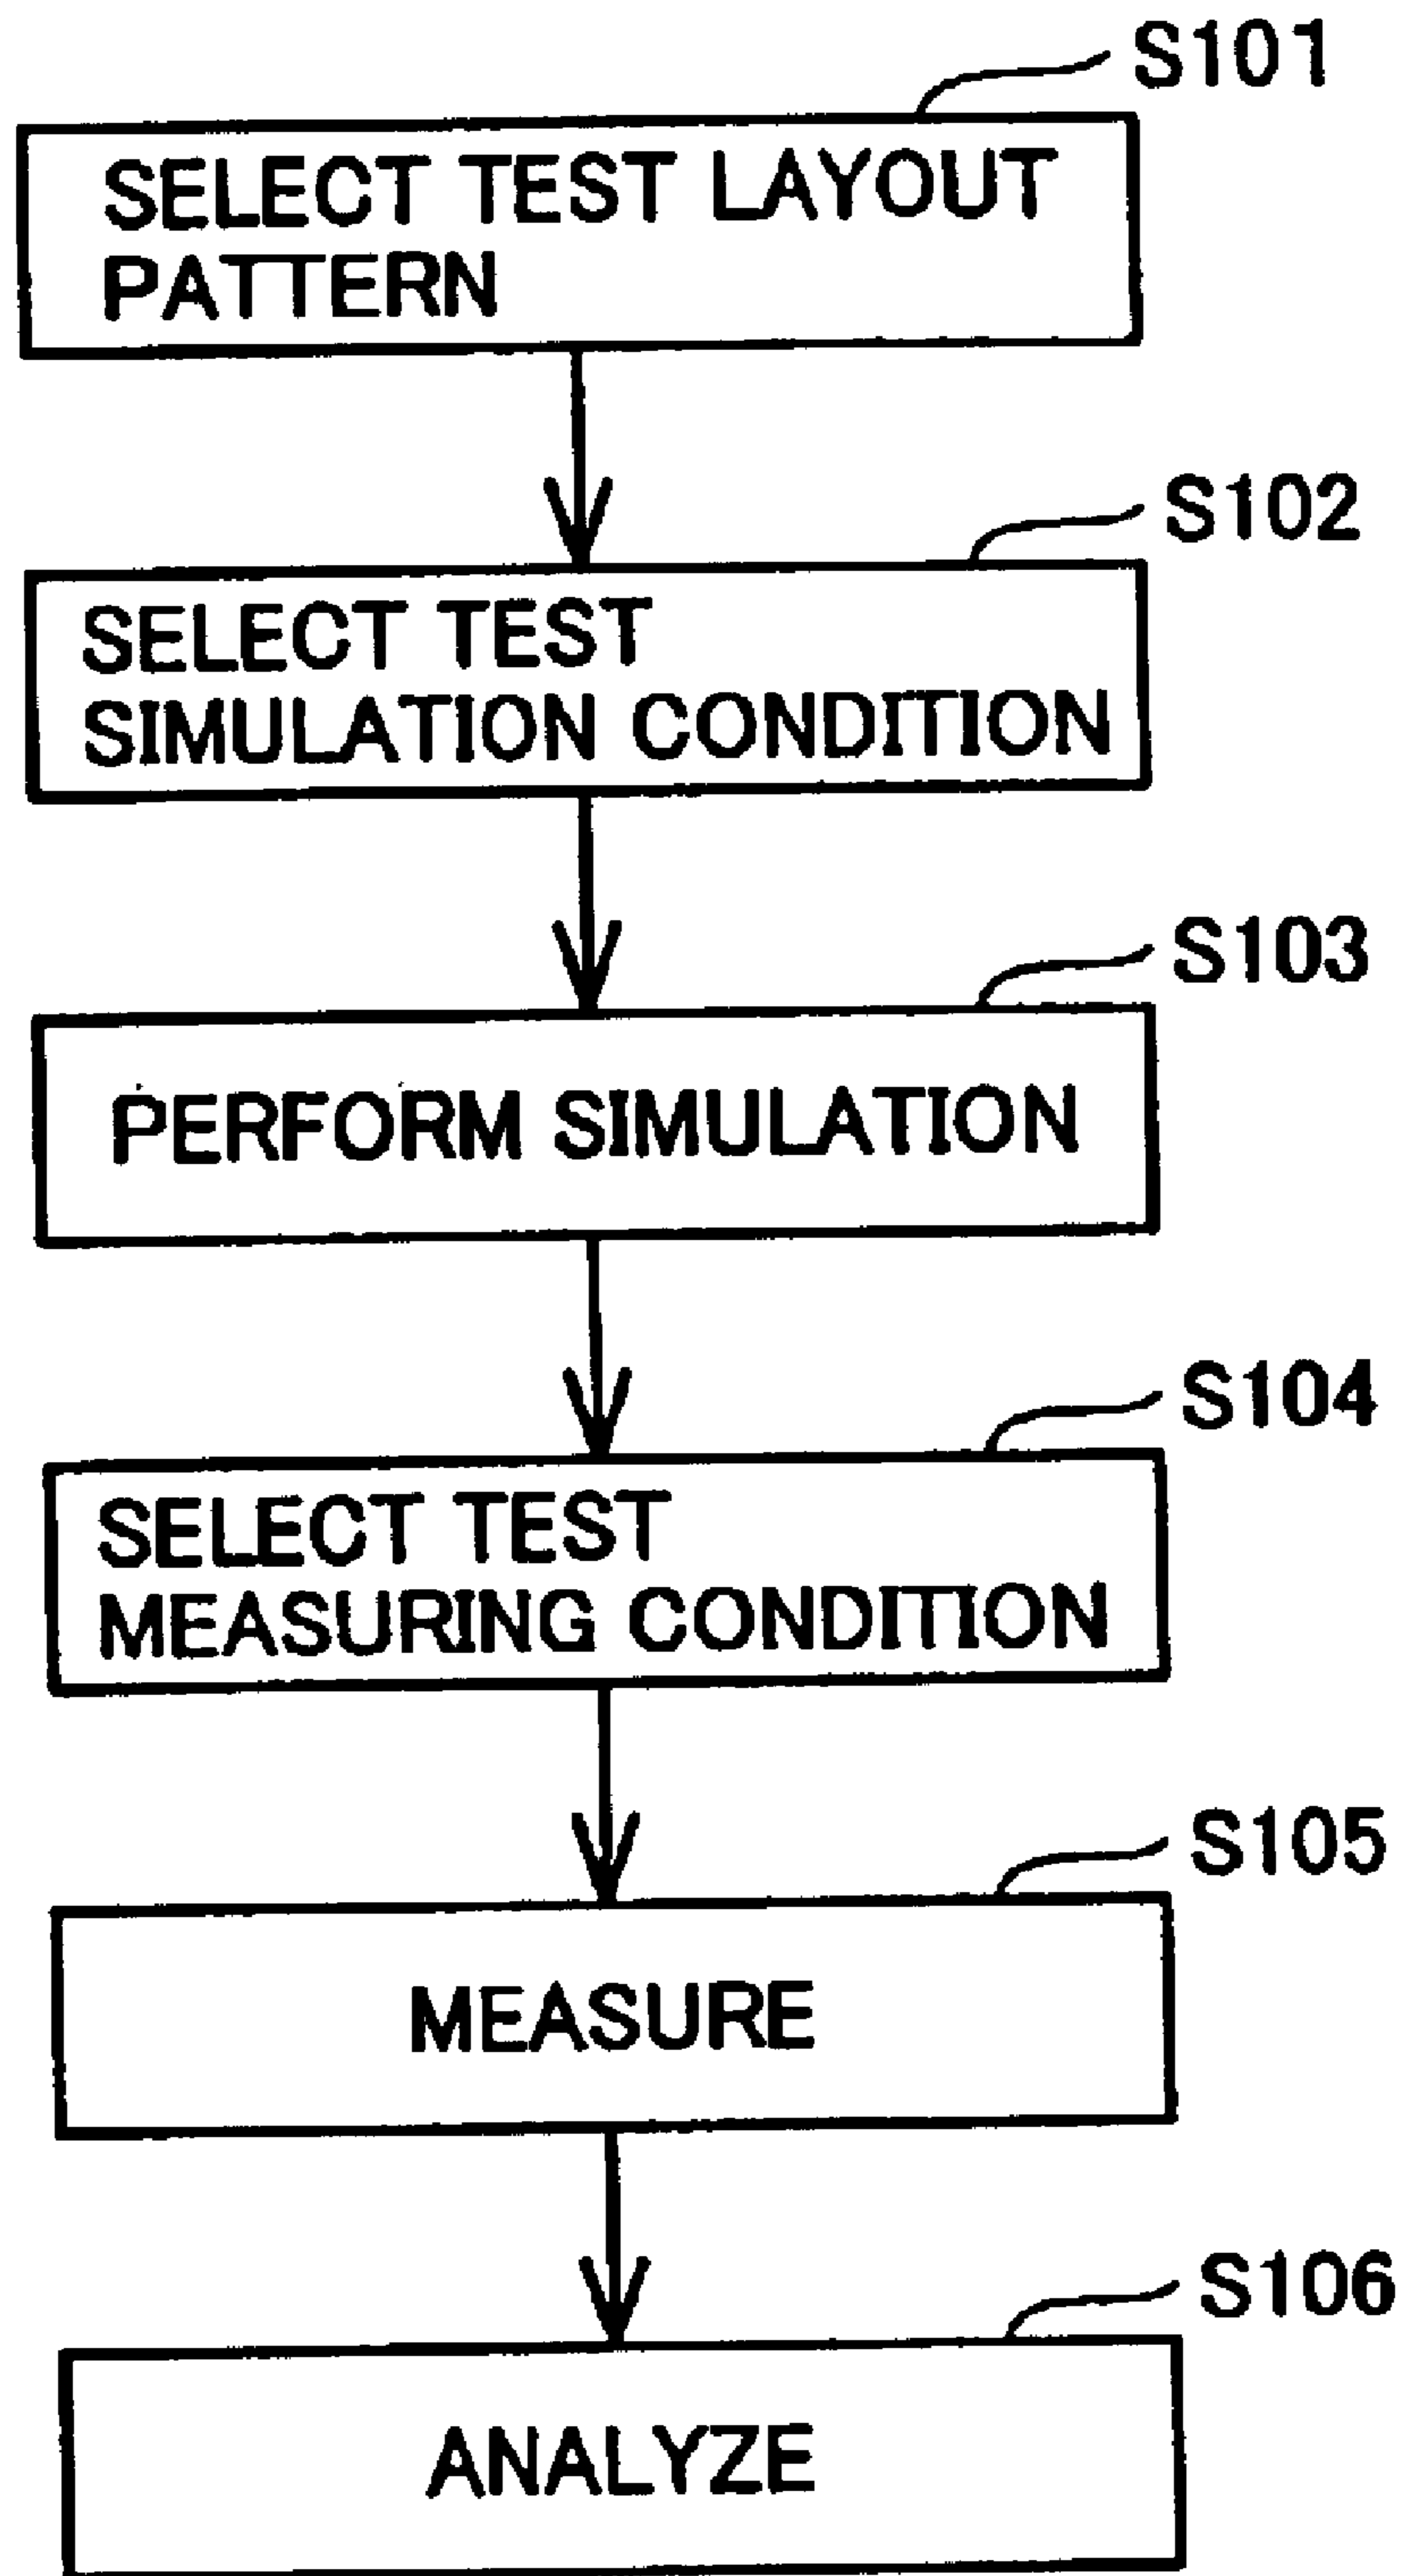 S101
SELECT TEST LAYOUT
PATTERN
S102
SELECT TEST
SIMULATION CONDITION
S103
PERFORM SIMULATION
S104
SELECT TEST
MEASURING CONDITION
S105
MEASURE
S106
ANALYZE